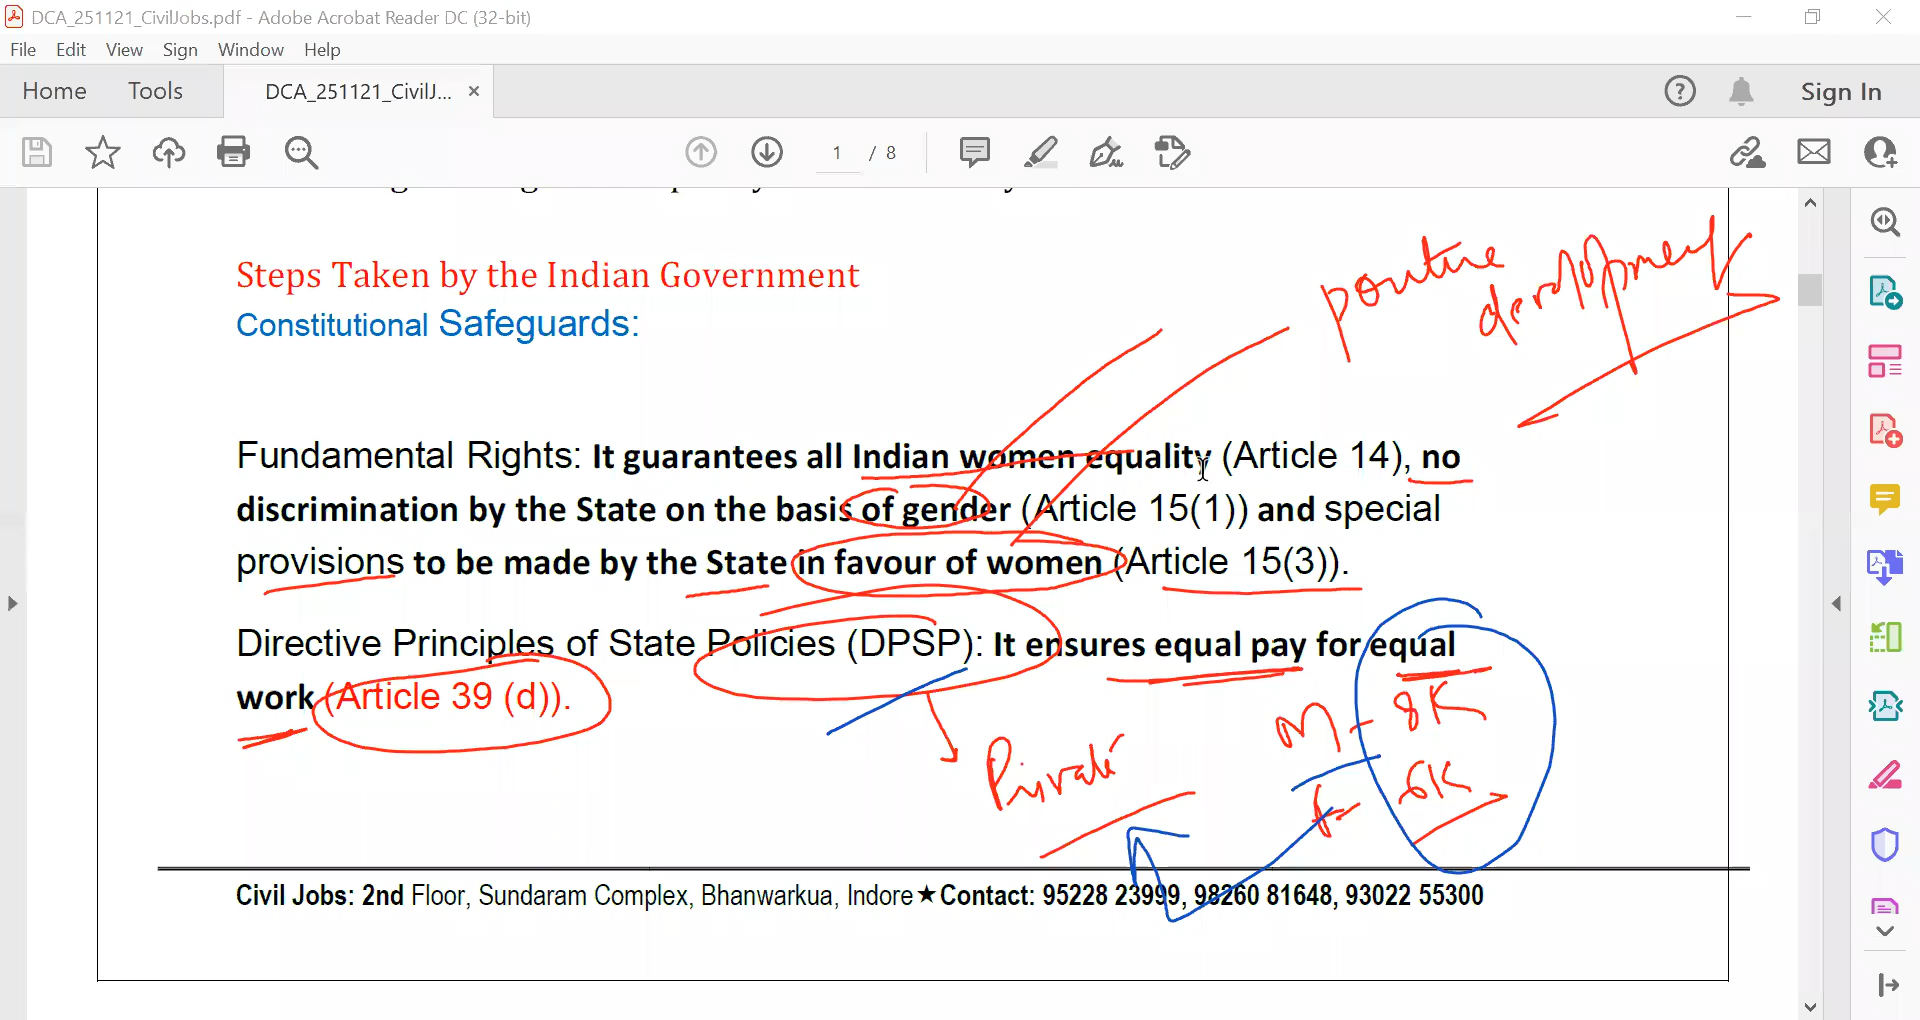 DCA_251121_CivilJobs.pdf - Adobe Acrobat Reader DC (32-bit)
File Edit View Sign Window Help
Home Tools DCA_251121_CivilJ... × Sign In
1 / 8
Steps Taken by the Indian Government
Constitutional Safeguards:
positive development
Fundamental Rights: It guarantees all Indian women equality (Article 14), no
discrimination by the State on the basis of gender (Article 15(1)) and special
provisions to be made by the State in favour of women (Article 15(3)).
Directive Principles of State Policies (DPSP): It ensures equal pay for equal
work (Article 39 (d)).
M - 8K
Private
f - 6K
Civil Jobs: 2nd Floor, Sundaram Complex, Bhanwarkua, Indore★Contact: 95228 23999, 98260 81648, 93022 55300